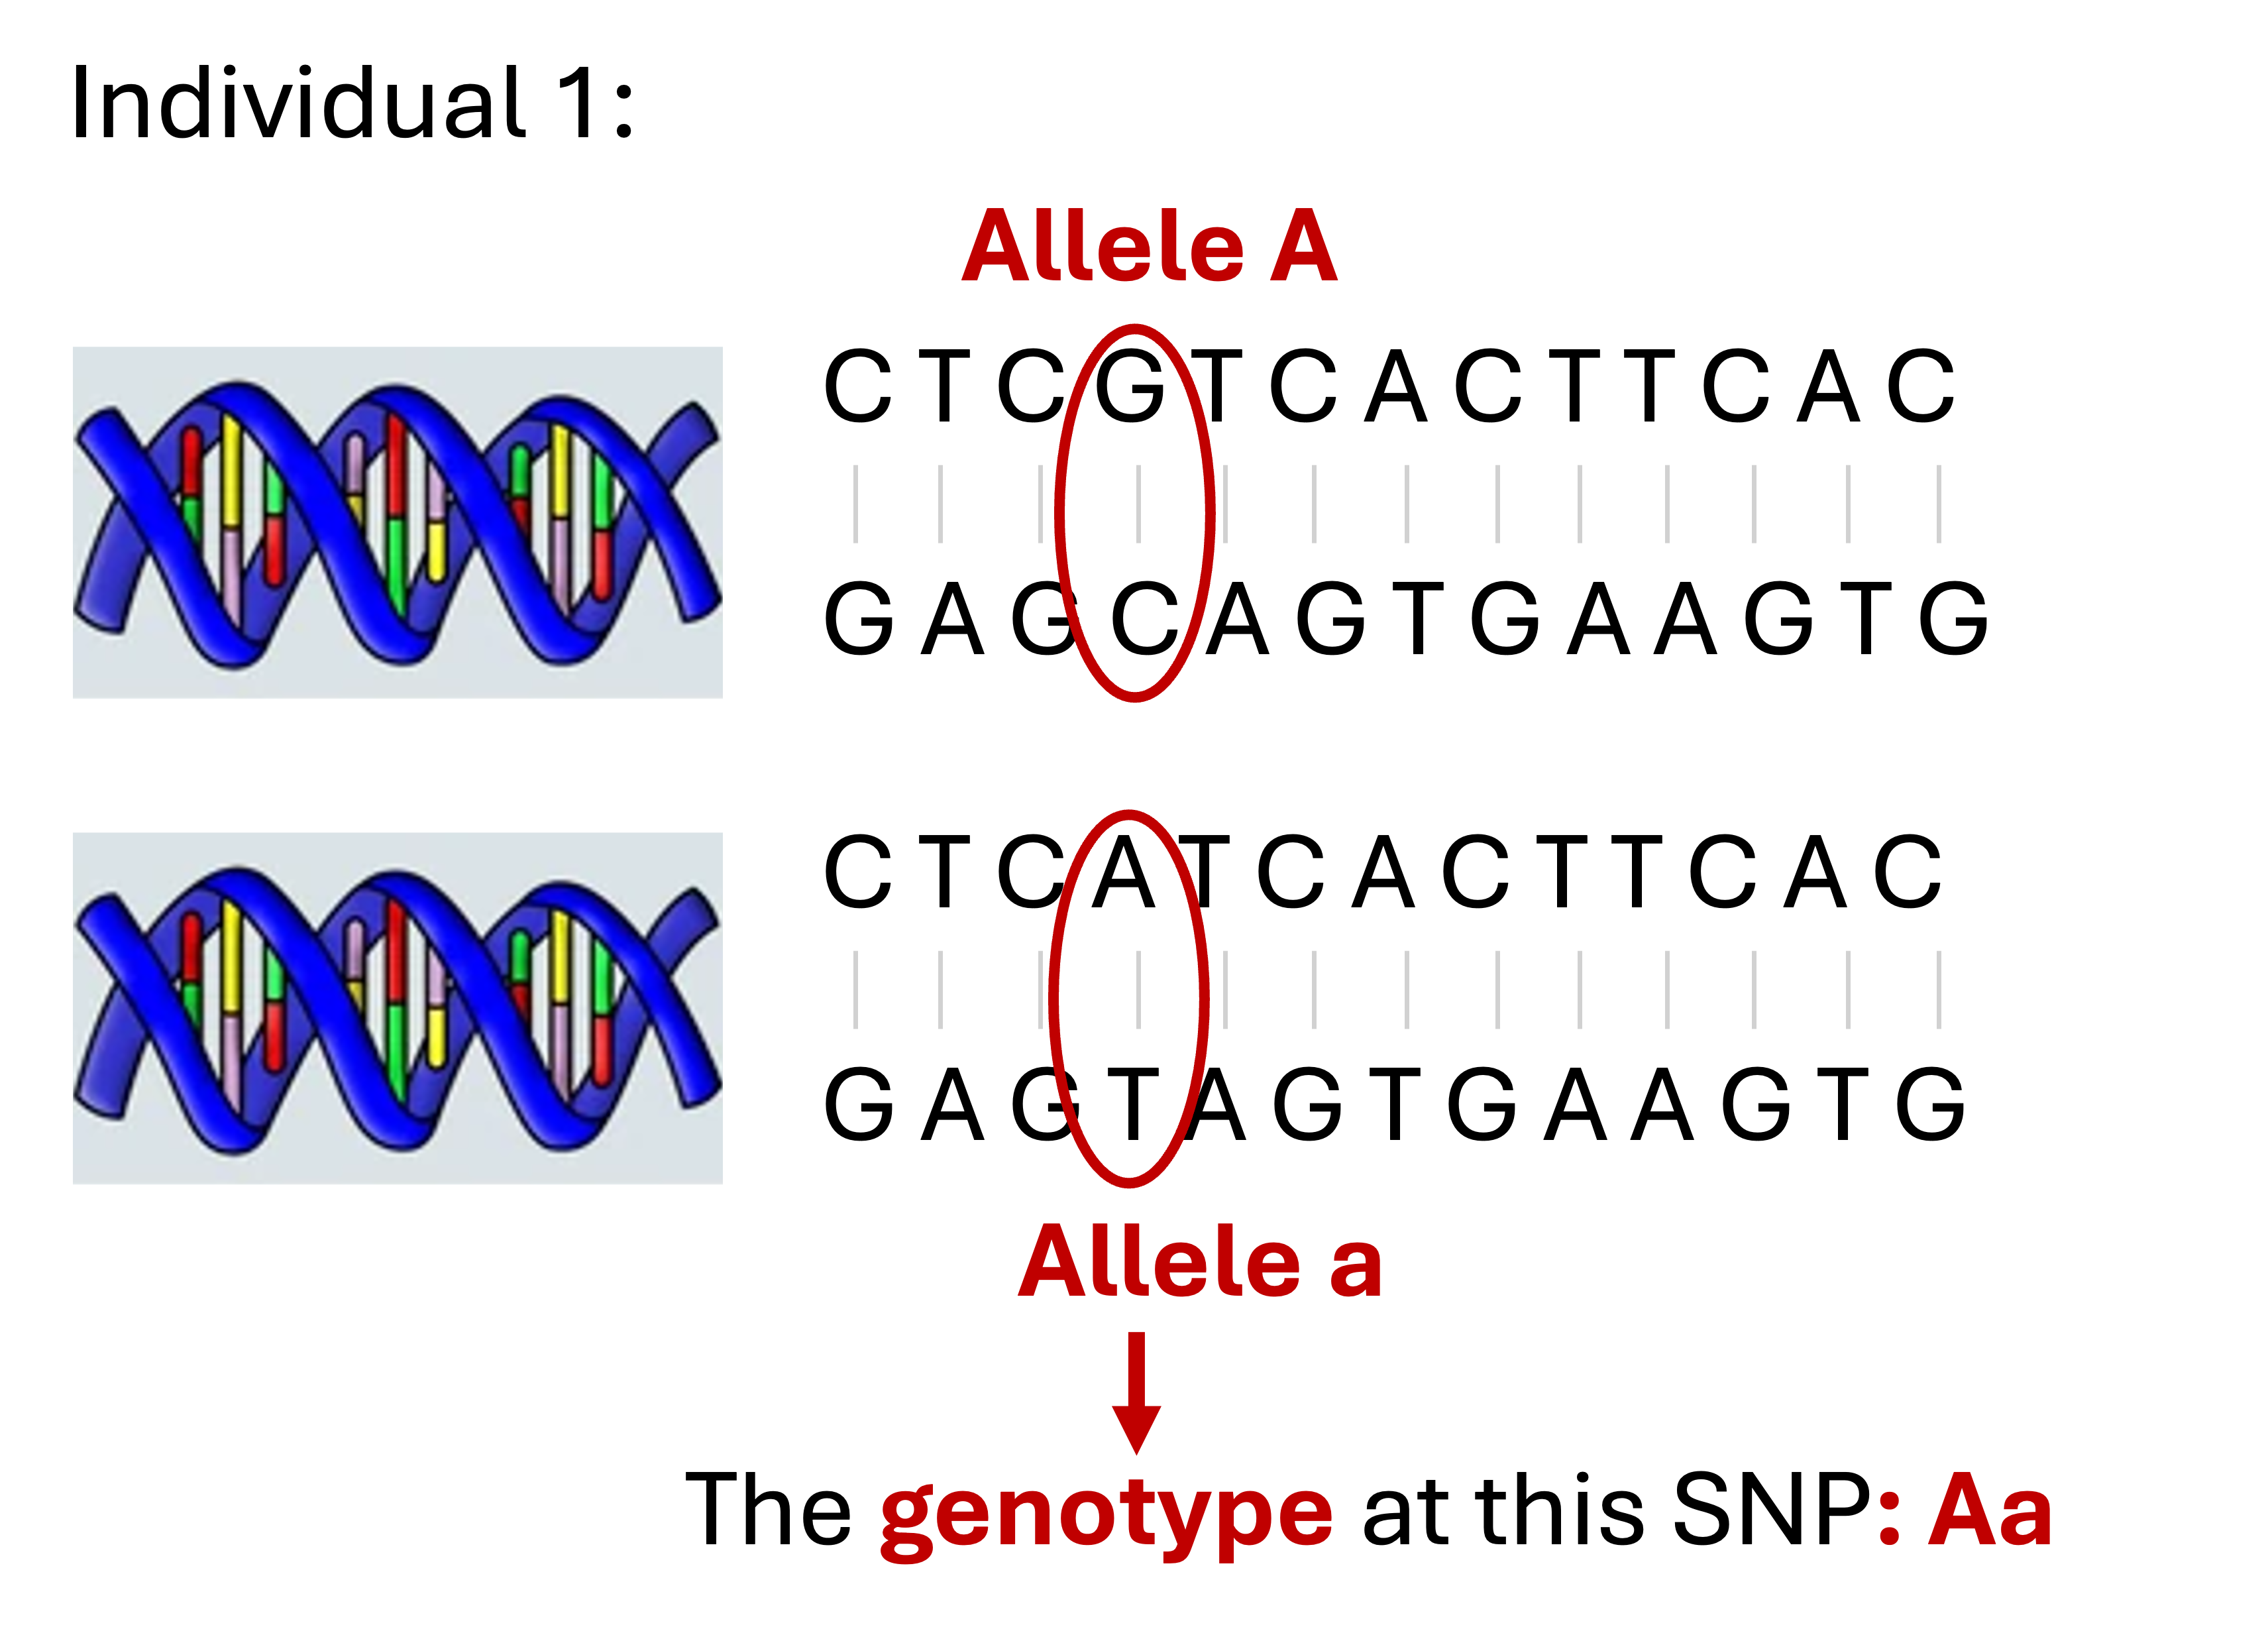 Individual 1:
Allele A
C T C G T C A C T T C A C
G A G C A G T G A A G T G
C T C A T C A C T T C A C
G A G T A G T G A A G T G
Allele a
The genotype at this SNP: Aa